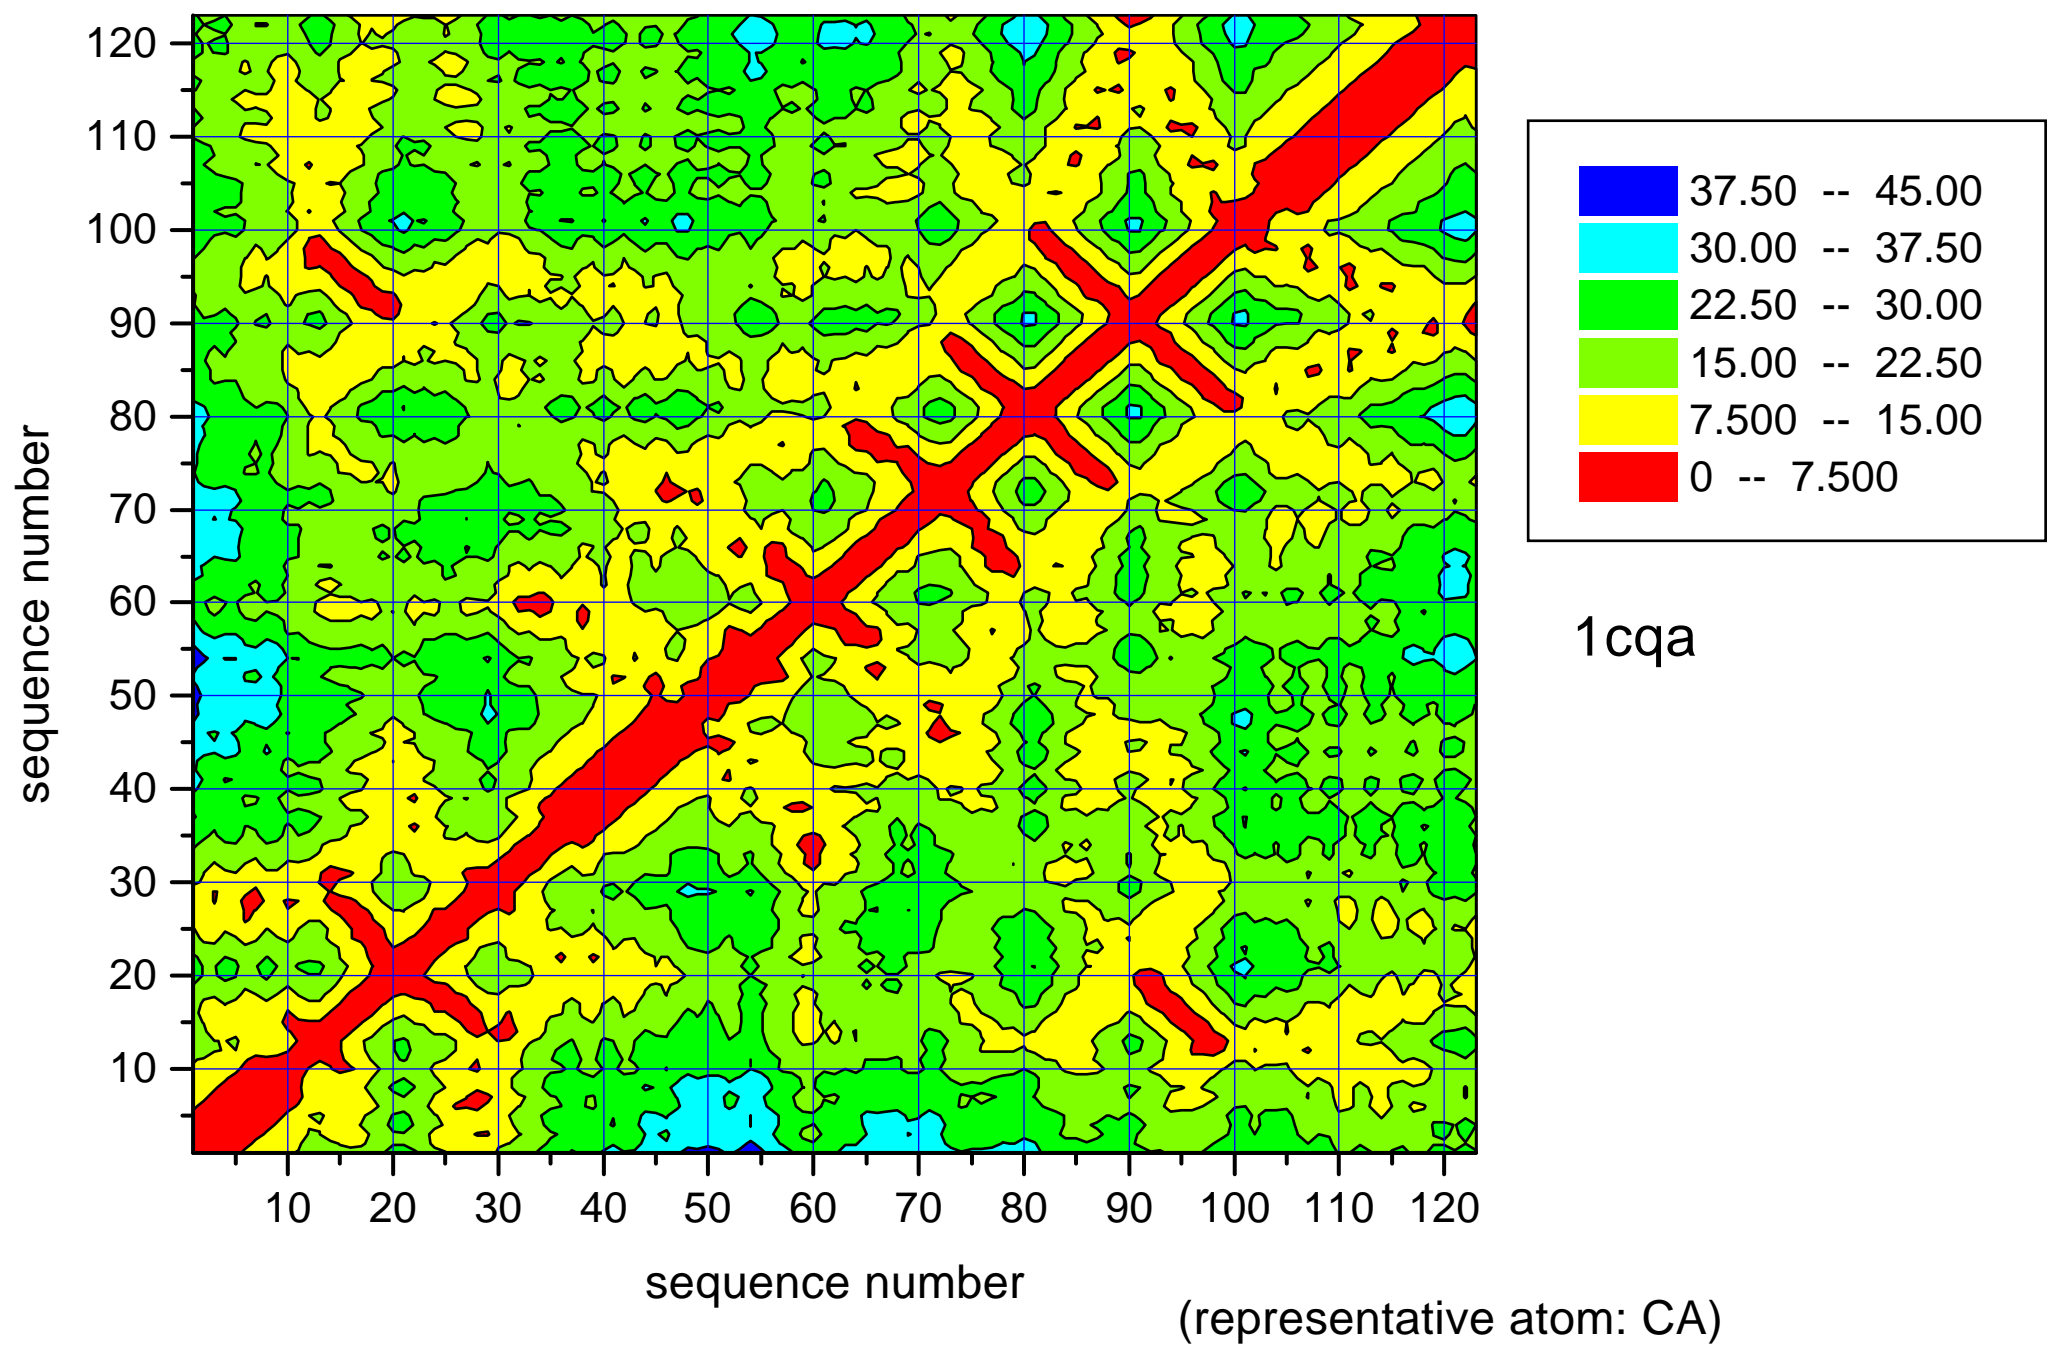 120
110
100
90
80
70
60
50
40
30
20
10
sequence number
10 20 30 40 50 60 70 80 90 100 110 120
sequence number
(representative atom: CA)
37.50 -- 45.00
30.00 -- 37.50
22.50 -- 30.00
15.00 -- 22.50
7.500 -- 15.00
0 -- 7.500
1cqa